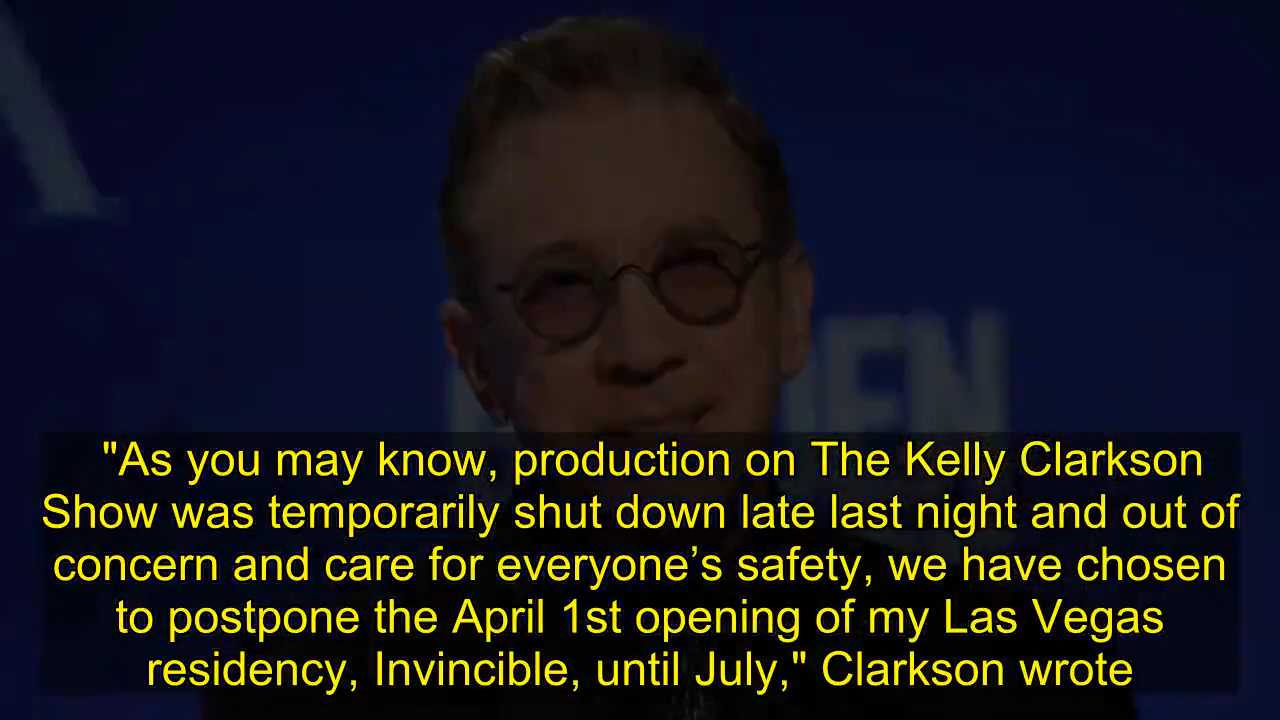 "As you may know, production on The Kelly Clarkson
Show was temporarily shut down late last night and out of
concern and care for everyone’s safety, we have chosen
to postpone the April 1st opening of my Las Vegas
residency, Invincible, until July," Clarkson wrote